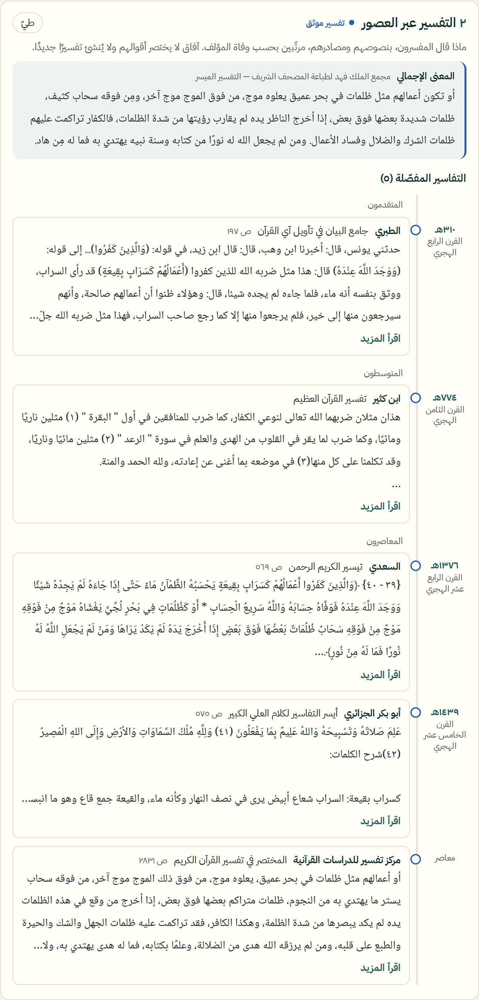 ٢ التفسير عبر العصور ● تفسير موثق
طيّ
ماذا قال المفسرون، بنصوصهم ومصادرهم، مرتّبين بحسب وفاة المؤلف. آفاق لا يختصر أقوالهم ولا يُنشئ تفسيرًا جديدًا.
المعنى الإجمالي مجمع الملك فهد لطباعة المصحف الشريف — التفسير الميسر
أو تكون أعمالهم مثل ظلمات في بحر عميق يعلوه موج، من فوق الموج موج آخر، ومِن فوقه سحاب كثيف،
ظلمات شديدة بعضها فوق بعض، إذا أخرج الناظر يده لم يقارب رؤيتها من شدة الظلمات، فالكفار تراكمت عليهم
ظلمات الشرك والضلال وفساد الأعمال. ومن لم يجعل الله له نورًا من كتابه وسنة نبيه يهتدي به فما له مِن هاد.
التفاسير المفصّلة (٥)
المتقدمون
٣١٠هـ
القرن الرابع
الهجري
الطبري جامع البيان في تأويل آي القرآن ص ١٩٧
حدثني يونس، قال: أخبرنا ابن وهب، قال: قال ابن زيد، في قوله: (وَالَّذِينَ كَفَرُوا)... إلى قوله:
(وَوَجَدَ اللَّهَ عِنْدَهُ) قال: هذا مثل ضربه الله للذين كفروا (أَعْمَالُهُمْ كَسَرَابٍ بِقِيعَةٍ) قد رأى السراب،
ووثق بنفسه أنه ماء، فلما جاءه لم يجده شيئا، قال: وهؤلاء ظنوا أن أعمالهم صالحة، وأنهم
سيرجعون منها إلى خير، فلم يرجعوا منها إلا كما رجع صاحب السراب، فهذا مثل ضربه الله جلّ...
اقرأ المزيد
المتوسطون
٧٧٤هـ
القرن الثامن
الهجري
ابن كثير تفسير القرآن العظيم
هذان مثلان ضربهما الله تعالى لنوعي الكفار، كما ضرب للمنافقين في أول " البقرة " (١) مثلين ناريًا
ومائيًا، وكما ضرب لما يقر في القلوب من الهدى والعلم في سورة " الرعد " (٢) مثلين مائيًا وناريًا،
وقد تكلمنا على كل منها(٣) في موضعه بما أغنى عن إعادته، ولله الحمد والمنة.
...
اقرأ المزيد
المعاصرون
١٣٧٦هـ
القرن الرابع
عشر الهجري
السعدي تيسير الكريم الرحمن ص ٥٦٩
{٣٩ - ٤٠} ﴿وَالَّذِينَ كَفَرُوا أَعْمَالُهُمْ كَسَرَابٍ بِقِيعَةٍ يَحْسَبُهُ الظَّمْآنُ مَاءً حَتَّى إِذَا جَاءَهُ لَمْ يَجِدْهُ شَيْئًا
وَوَجَدَ اللَّهَ عِنْدَهُ فَوَفَّاهُ حِسَابَهُ وَاللَّهُ سَرِيعُ الْحِسَابِ * أَوْ كَظُلُمَاتٍ فِي بَحْرٍ لُجِّيٍّ يَغْشَاهُ مَوْجٌ مِنْ فَوْقِهِ
مَوْجٌ مِنْ فَوْقِهِ سَحَابٌ ظُلُمَاتٌ بَعْضُهَا فَوْقَ بَعْضٍ إِذَا أَخْرَجَ يَدَهُ لَمْ يَكَدْ يَرَاهَا وَمَنْ لَمْ يَجْعَلِ اللَّهُ لَهُ
نُورًا فَمَا لَهُ مِنْ نُورٍ﴾....
اقرأ المزيد
١٤٣٩هـ
القرن
الخامس عشر
الهجري
أبو بكر الجزائري أيسر التفاسير لكلام العلي الكبير ص ٥٧٥
عَلِمَ صَلاتَهُ وَتَسْبِيحَهُ وَاللهُ عَلِيمٌ بِمَا يَفْعَلُونَ (٤١) وَلِلَّهِ مُلْكُ السَّمَاوَاتِ وَالأَرْضِ وَإِلَى اللهِ الْمَصِيرُ
(٤٢)شرح الكلمات:
كسراب بقيعة: السراب شعاع أبيض يرى في نصف النهار وكأنه ماء، والقيعة جمع قاع وهو ما انبسـ...
اقرأ المزيد
معاصر
مركز تفسير للدراسات القرآنية المختصر في تفسير القرآن الكريم ص ٢٨٣١
أو أعمالهم مثل ظلمات في بحر عميق، يعلوه موج، من فوق ذلك الموج موج آخر، من فوقه سحاب
يستر ما يهتدي به من النجوم، ظلمات متراكم بعضها فوق بعض، إذا أخرج من وقع في هذه الظلمات
يده لم يكد يبصرها من شدة الظلمة، وهكذا الكافر، فقد تراكمت عليه ظلمات الجهل والشك والحيرة
والطبع على قلبه، ومن لم يرزقه الله هدى من الضلالة، وعلمًا بكتابه، فما له هدى يهتدي به، ولا...
اقرأ المزيد